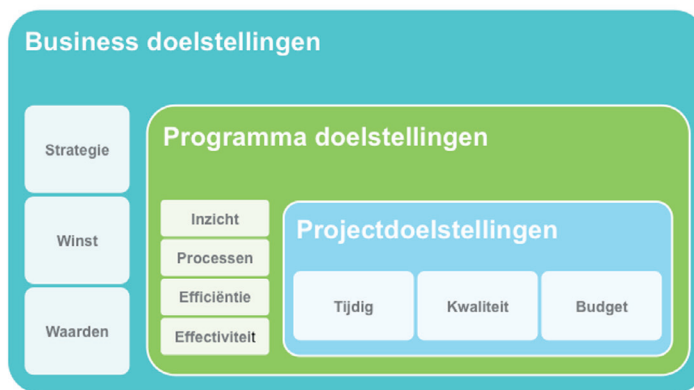 Business doelstellingen
Strategie
Winst
Waarden
Programma doelstellingen
Inzicht
Processen
Efficiëntie
Effectiviteit
Projectdoelstellingen
Tijdig
Kwaliteit
Budget